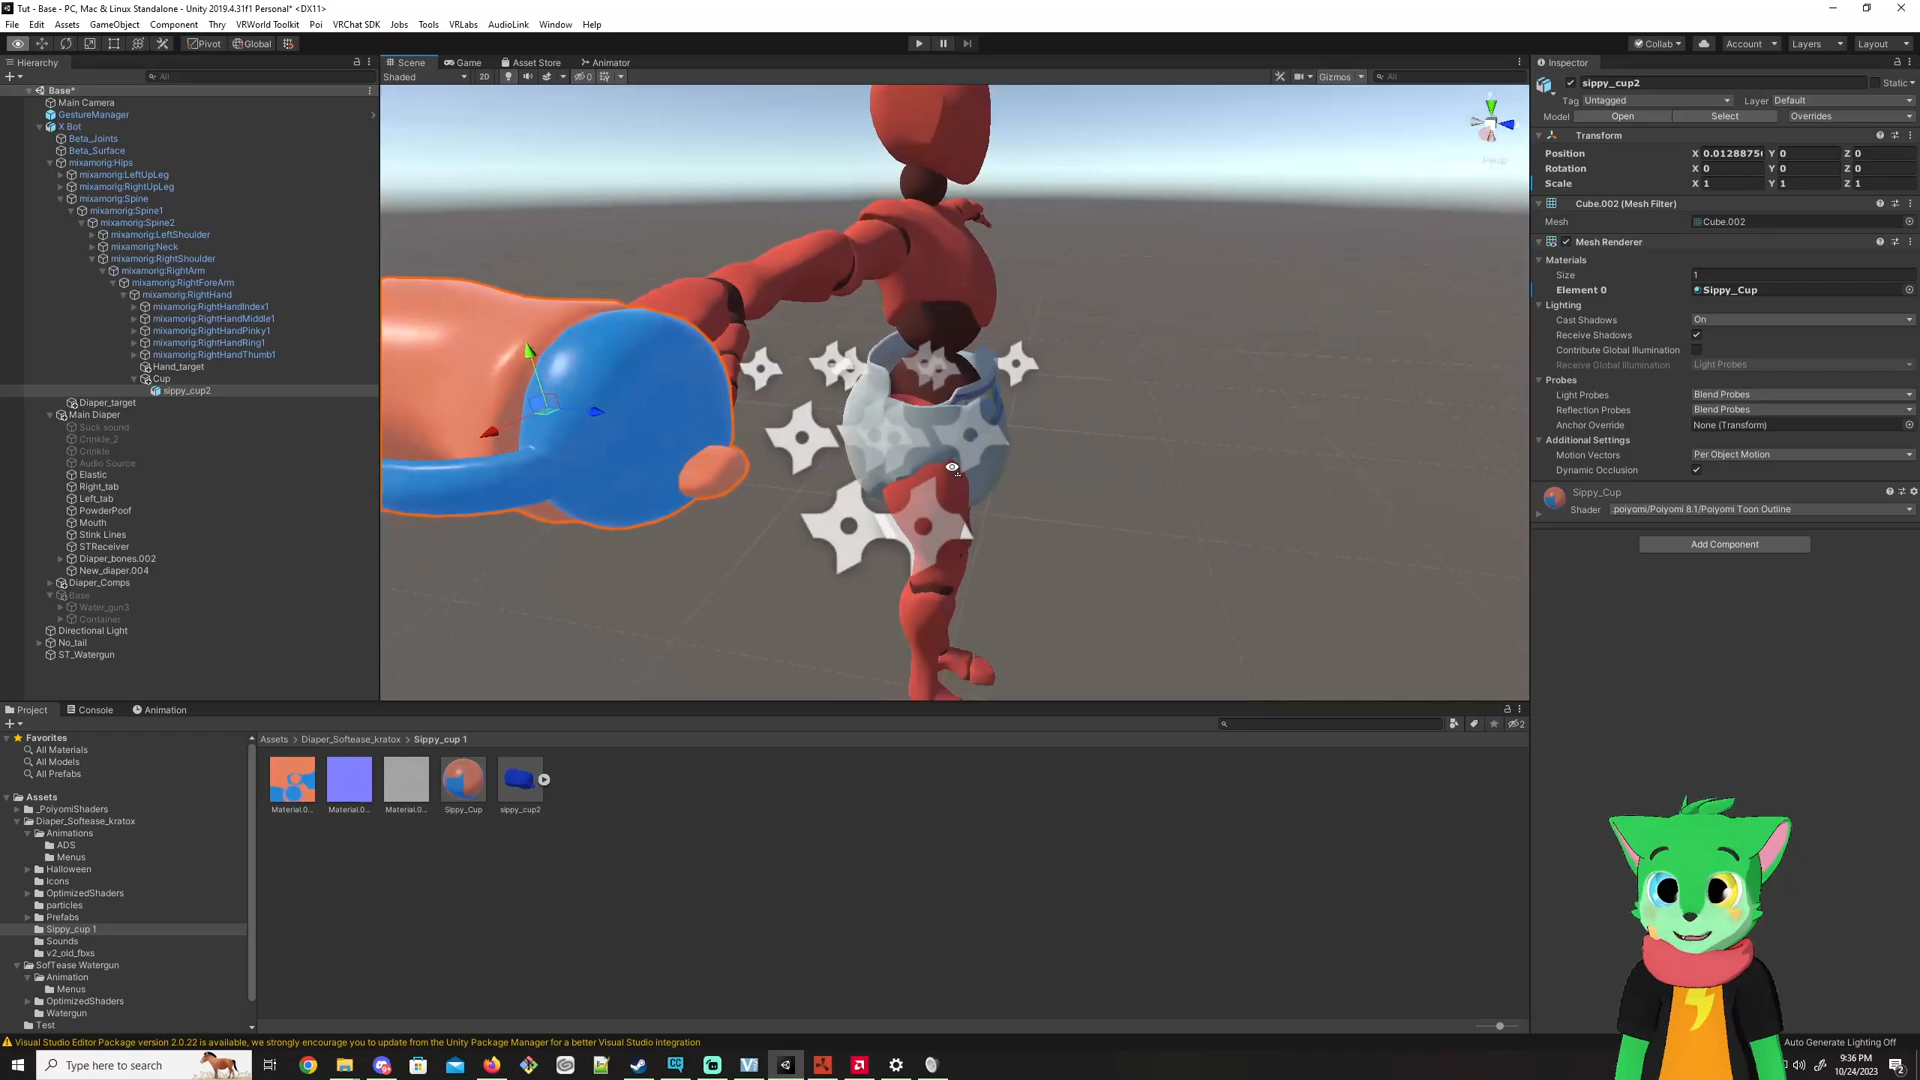 Tut - Base - PC, Mac & Linux Standalone - Unity 2019.4.31f1 Personal* <DX11>
File Edit Assets GameObject Component Thry VRWorld Toolkit Poi VRChat SDK Jobs Tools VRLabs AudioLink Window Help
Pivot Global Collab Account Layers Layout
Hierarchy
All
Base*
Main Camera
GestureManager
X Bot
Beta_Joints
Beta_Surface
mixamorig:Hips
mixamorig:LeftUpLeg
mixamorig:RightUpLeg
mixamorig:Spine
mixamorig:Spine1
mixamorig:Spine2
mixamorig:LeftShoulder
mixamorig:Neck
mixamorig:RightShoulder
mixamorig:RightArm
mixamorig:RightForeArm
mixamorig:RightHand
mixamorig:RightHandIndex1
mixamorig:RightHandMiddle1
mixamorig:RightHandPinky1
mixamorig:RightHandRing1
mixamorig:RightHandThumb1
Hand_target
Cup
sippy_cup2
Diaper_target
Main Diaper
Suck sound
Crinkle_2
Crinkle
Audio Source
Elastic
Right_tab
Left_tab
PowderPoof
Mouth
Stink Lines
STReceiver
Diaper_bones.002
New_diaper.004
Diaper_Comps
Base
Water_gun3
Container
Directional Light
No_tail
ST_Watergun
Scene Game Asset Store Animator
Shaded 2D 0 Gizmos All
y
Persp
Inspector
sippy_cup2 Static
Tag Untagged Layer Default
Model Open Select Overrides
Transform
Position X 0.0128875 Y 0 Z 0
Rotation X 0 Y 0 Z 0
Scale X 1 Y 1 Z 1
Cube.002 (Mesh Filter)
Mesh Cube.002
Mesh Renderer
Materials
Size 1
Element 0 Sippy_Cup
Lighting
Cast Shadows On
Receive Shadows
Contribute Global Illumination
Receive Global Illumination Light Probes
Probes
Light Probes Blend Probes
Reflection Probes Blend Probes
Anchor Override None (Transform)
Additional Settings
Motion Vectors Per Object Motion
Dynamic Occlusion
Sippy_Cup
Shader .poiyomi/Poiyomi 8.1/Poiyomi Toon Outline
Add Component
Project Console Animation
2
Favorites
All Materials
All Models
All Prefabs
Assets
_PoiyomiShaders
Diaper_Softease_kratox
Animations
ADS
Menus
Halloween
Icons
OptimizedShaders
particles
Prefabs
Sippy_cup 1
Sounds
v2_old_fbxs
SofTease Watergun
Animation
Menus
OptimizedShaders
Watergun
Test
Assets > Diaper_Softease_kratox > Sippy_cup 1
Material.0... Material.0... Material.0... Sippy_Cup sippy_cup2
Visual Studio Editor Package version 2.0.22 is available, we strongly encourage you to update from the Unity Package Manager for a better Visual Studio integration
Auto Generate Lighting Off
Type here to search
9:36 PM
10/24/2023